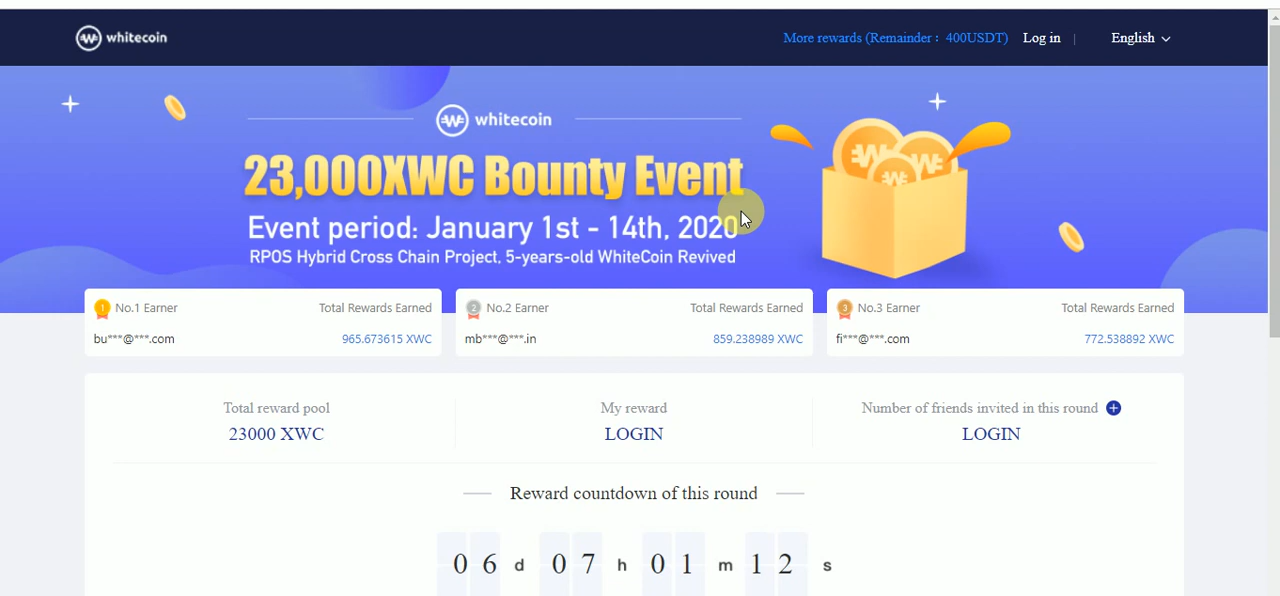 whitecoin
More rewards (Remainder : 400USDT) Log in | English
whitecoin
23,000XWC Bounty Event
Event period: January 1st - 14th, 2020
RPOS Hybrid Cross Chain Project, 5-years-old WhiteCoin Revived
1 No.1 Earner Total Rewards Earned
bu***@***.com 965.673615 XWC
2 No.2 Earner Total Rewards Earned
mb***@***.in 859.238989 XWC
3 No.3 Earner Total Rewards Earned
fi***@***.com 772.538892 XWC
Total reward pool
23000 XWC
My reward
LOGIN
Number of friends invited in this round
LOGIN
Reward countdown of this round
06 d 07 h 01 m 12 s